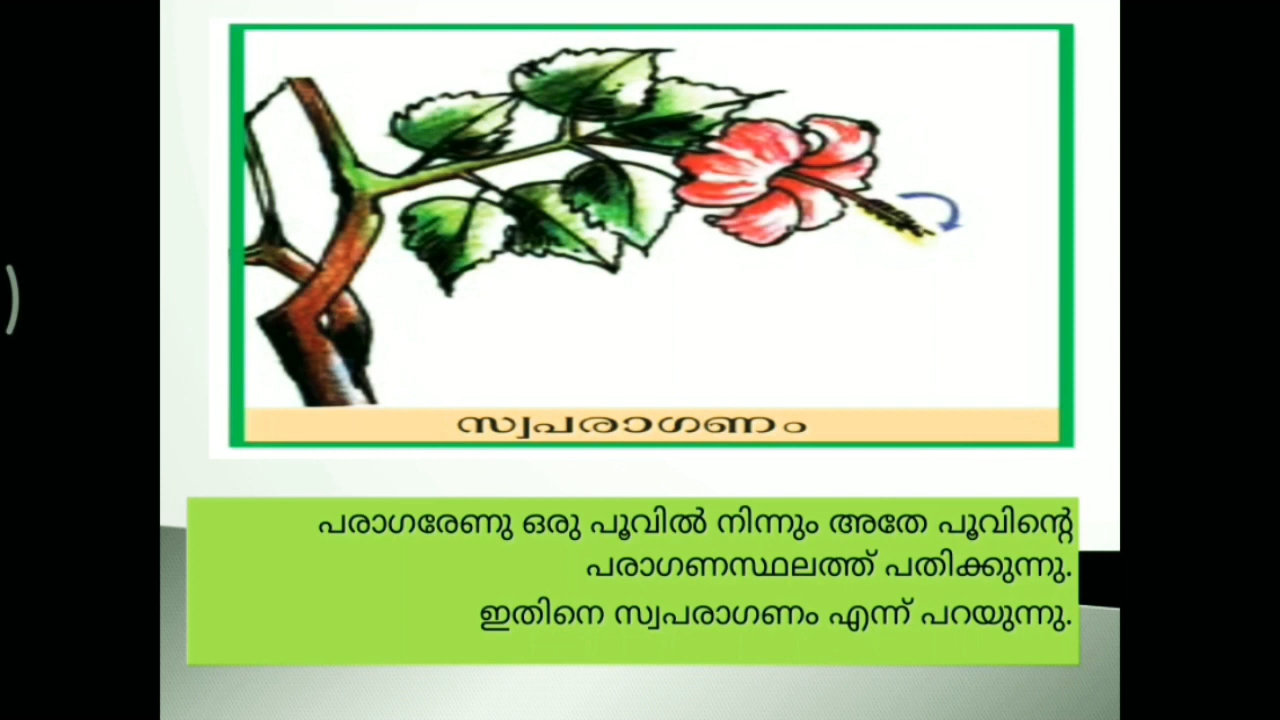 സ്വപരാഗണം
പരാഗരേണു ഒരു പൂവിൽ നിന്നും അതേ പൂവിന്റെ
പരാഗണസ്ഥലത്ത് പതിക്കുന്നു.
ഇതിനെ സ്വപരാഗണം എന്ന് പറയുന്നു.